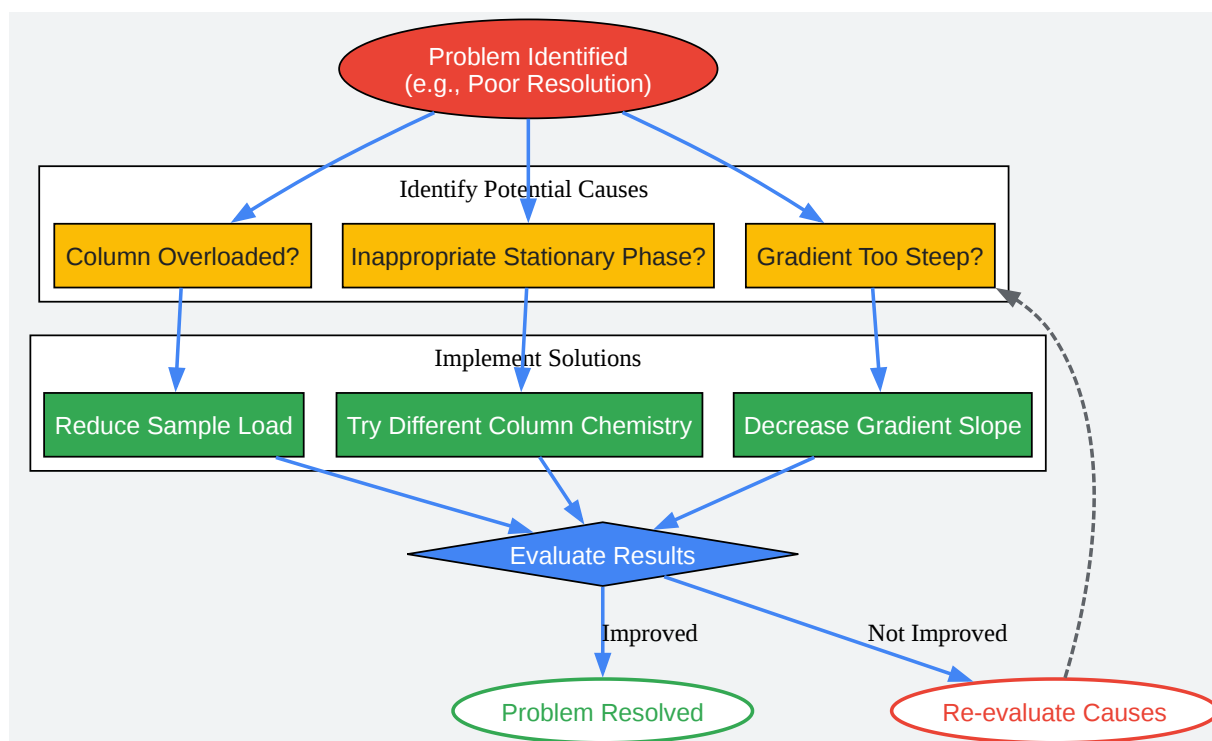 Problem Identified
(e.g., Poor Resolution)
Identify Potential Causes
Column Overloaded?
Inappropriate Stationary Phase?
Gradient Too Steep?
Implement Solutions
Reduce Sample Load
Try Different Column Chemistry
Decrease Gradient Slope
Evaluate Results
Improved
Not Improved
Problem Resolved
Re-evaluate Causes